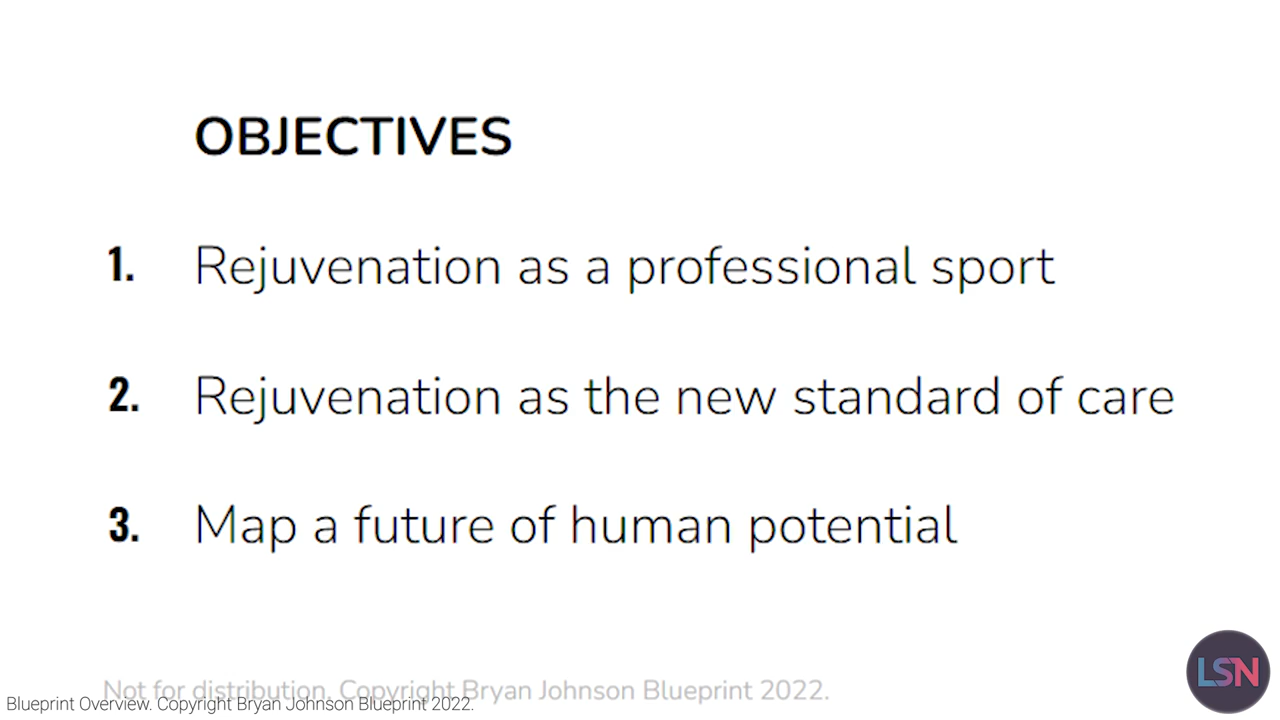 OBJECTIVES
1. Rejuvenation as a professional sport
2. Rejuvenation as the new standard of care
3. Map a future of human potential
Not for distribution. Copyright Bryan Johnson Blueprint 2022.
Blueprint Overview. Copyright Bryan Johnson Blueprint 2022.
LSN